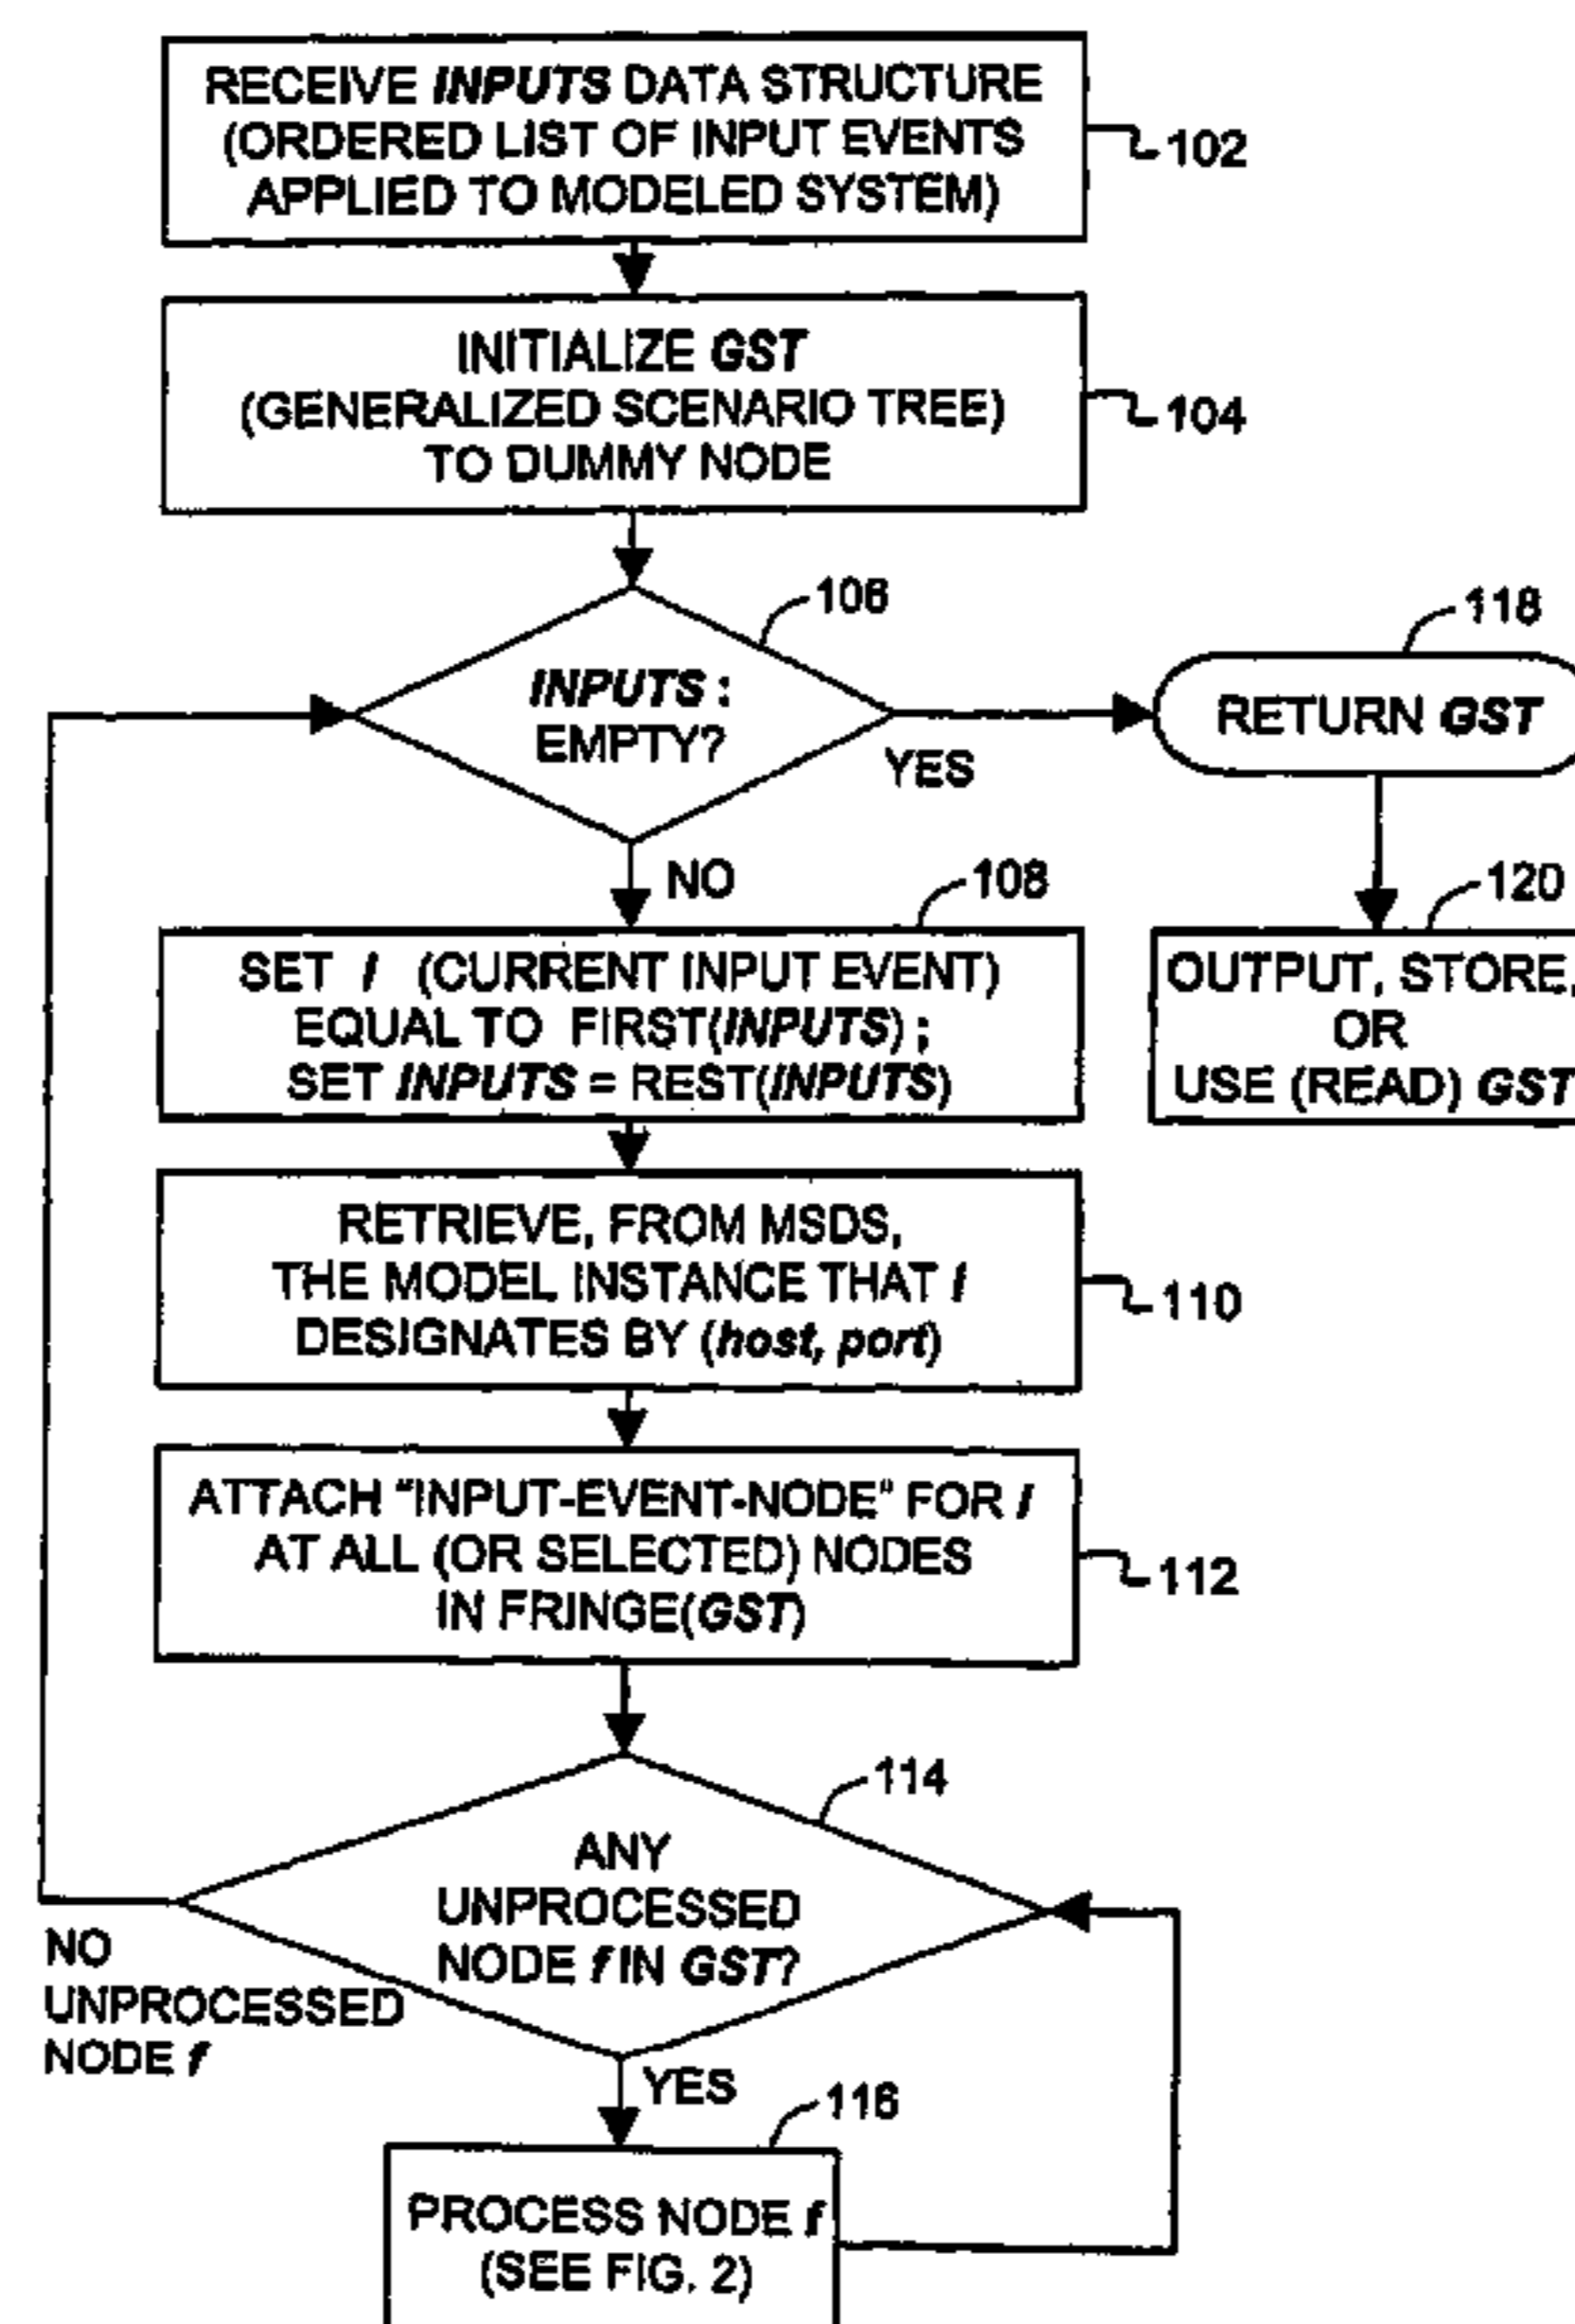 RECEIVE INPUTS DATA STRUCTURE
(ORDERED LIST OF INPUT EVENTS
APPLIED TO MODELED SYSTEM)
102
INITIALIZE GST
(GENERALIZED SCENARIO TREE)
TO DUMMY NODE
104
106
INPUTS :
EMPTY?
YES
118
RETURN GST
NO
108
120
SET I (CURRENT INPUT EVENT)
EQUAL TO FIRST(INPUTS) ;
SET INPUTS = REST(INPUTS)
OUTPUT, STORE,
OR
USE (READ) GST
RETRIEVE, FROM MSDS,
THE MODEL INSTANCE THAT I
DESIGNATES BY (host, port)
110
ATTACH "INPUT-EVENT-NODE" FOR I
AT ALL (OR SELECTED) NODES
IN FRINGE(GST)
112
114
ANY
UNPROCESSED
NODE f IN GST?
NO
UNPROCESSED
NODE f
YES
116
PROCESS NODE f
(SEE FIG. 2)